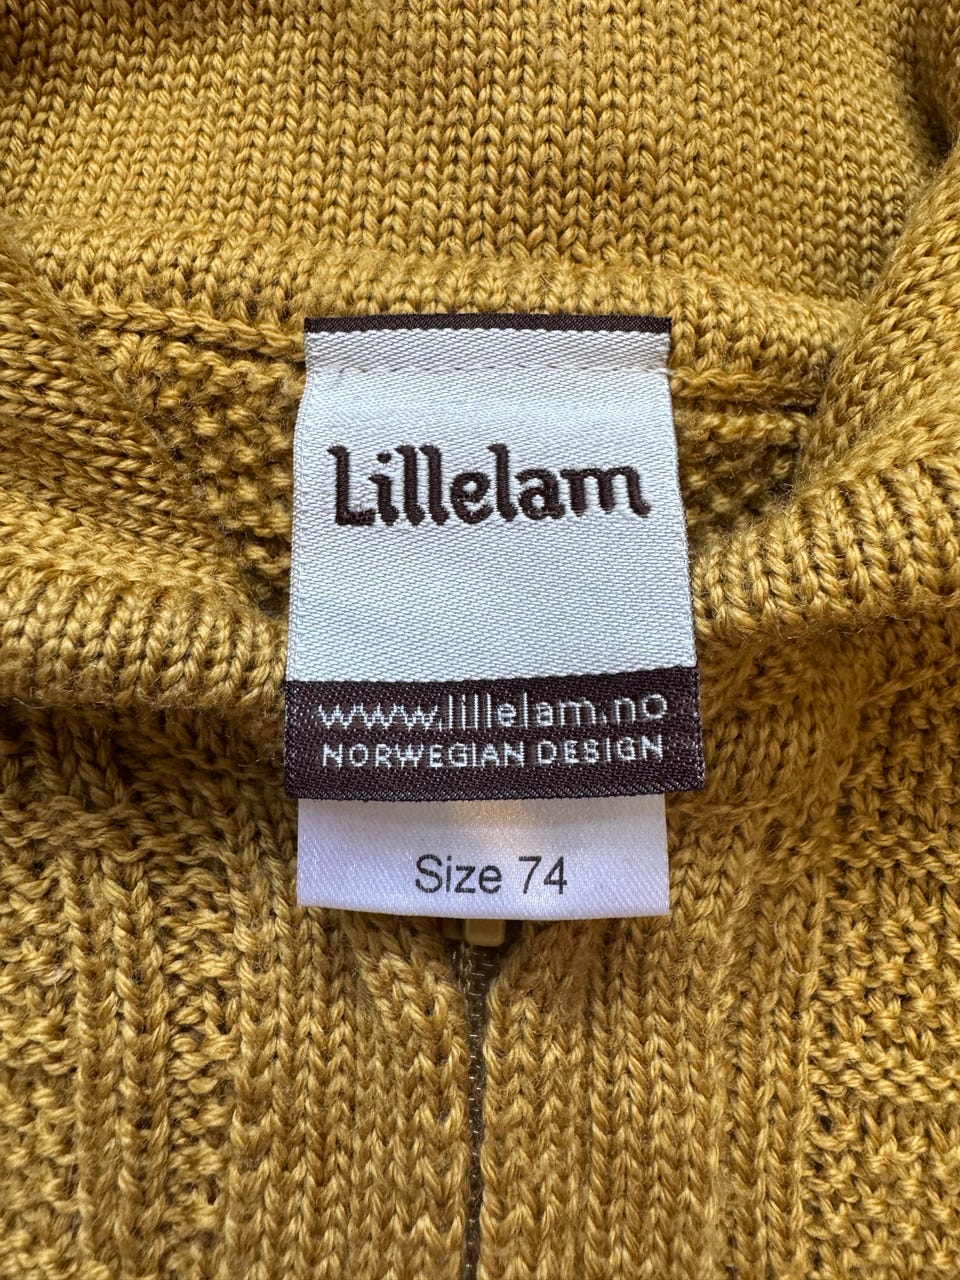 Lillelam
www.lillelam.no
NORWEGIAN DESIGN
Size 74